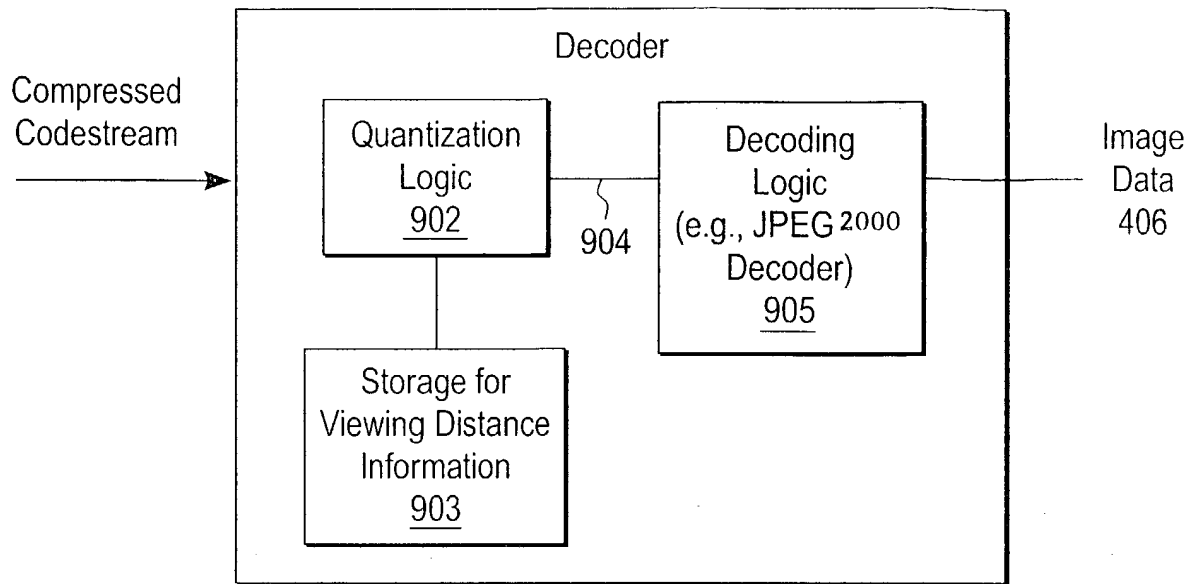 Decoder
Compressed
Codestream
Quantization
Logic
902
904
Decoding
Logic
(e.g., JPEG 2000
Decoder)
905
Image
Data
406
Storage for
Viewing Distance
Information
903